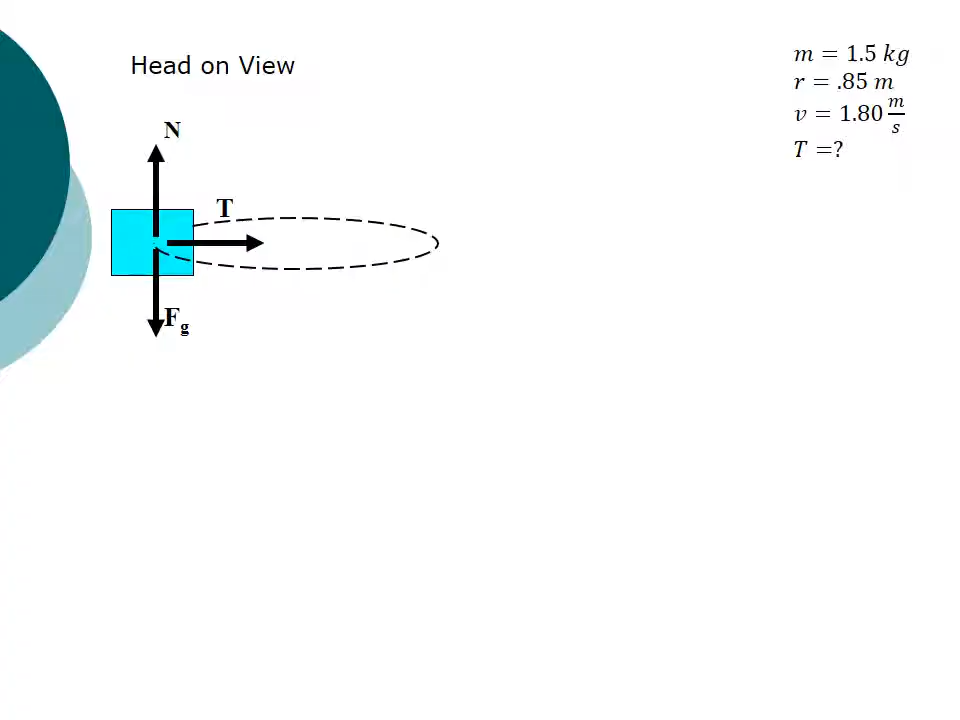 Head on View
m = 1.5 kg
r = .85 m
v = 1.80 m/s
T =?
N
T
Fg